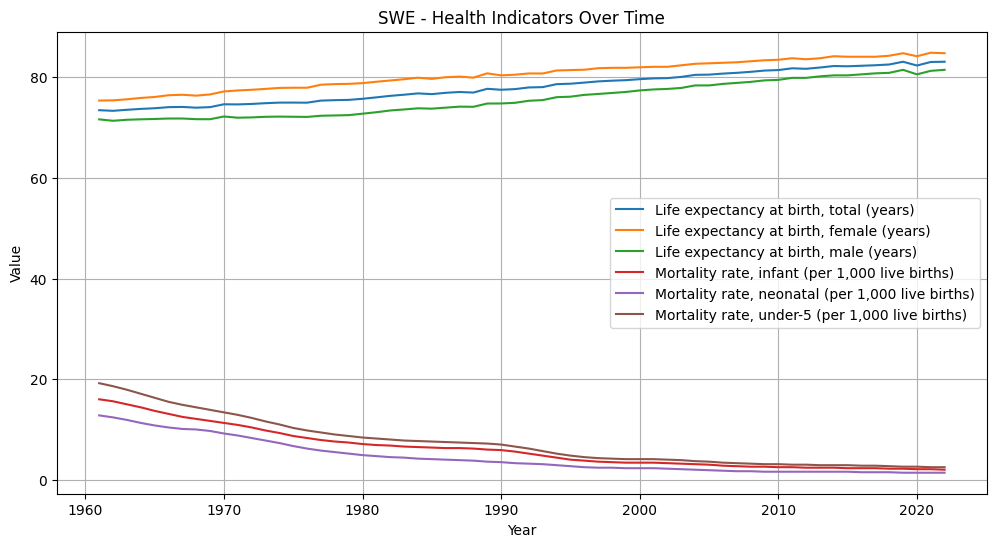 SWE - Health Indicators Over Time
Value
80
60
40
20
0
Life expectancy at birth, total (years)
Life expectancy at birth, female (years)
Life expectancy at birth, male (years)
Mortality rate, infant (per 1,000 live births)
Mortality rate, neonatal (per 1,000 live births)
Mortality rate, under-5 (per 1,000 live births)
1960 1970 1980 1990 2000 2010 2020
Year